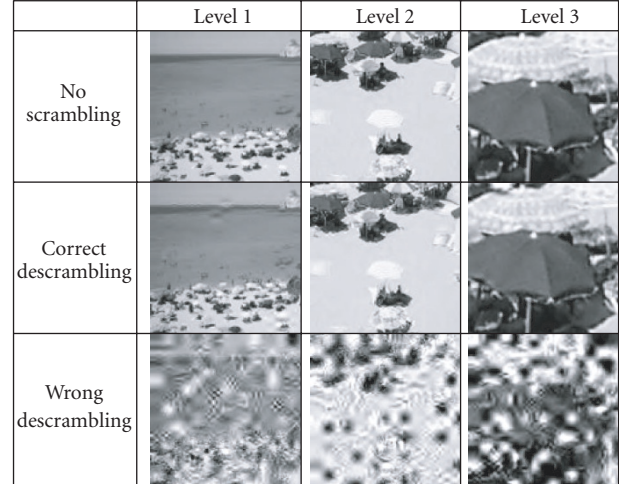 Level 1 Level 2 Level 3
No
scrambling
Correct
descrambling
Wrong
descrambling